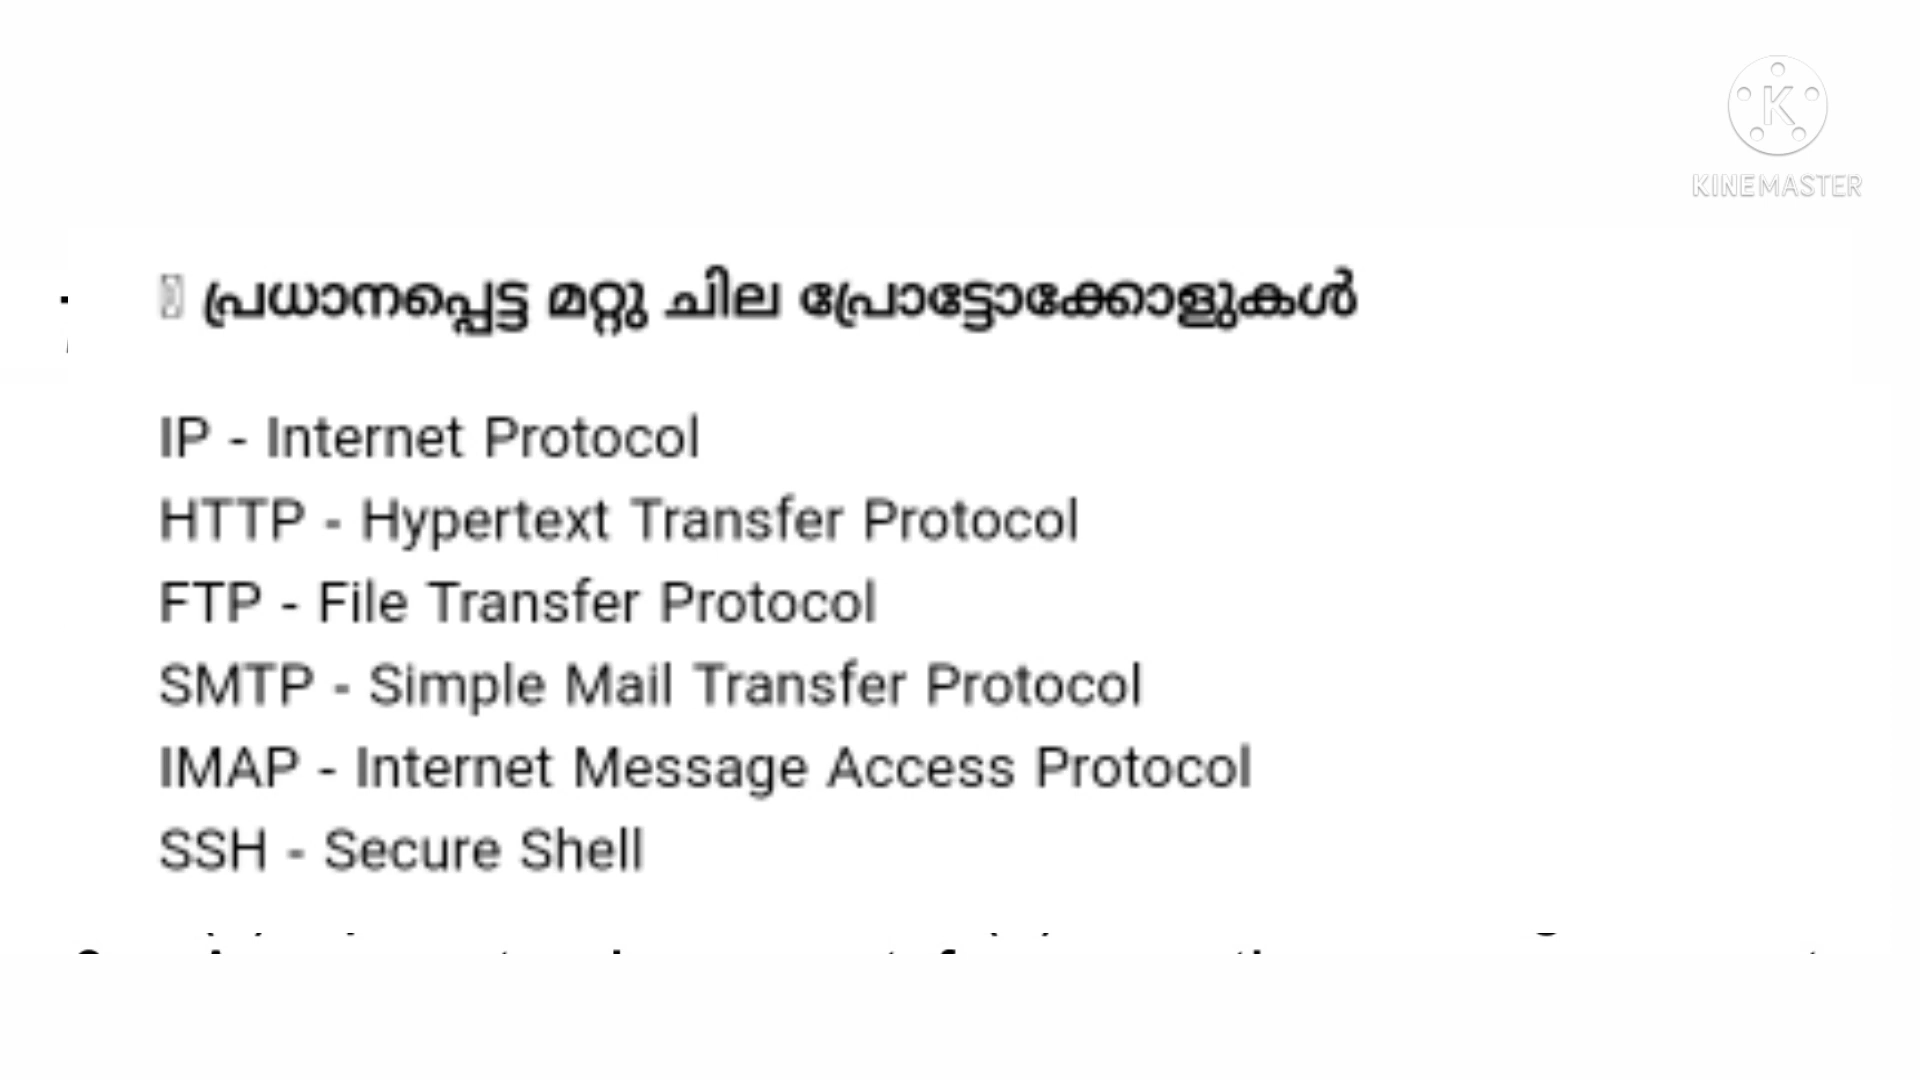 KINEMASTER
പ്രധാനപ്പെട്ട മറ്റു ചില പ്രോട്ടോക്കോളുകൾ
IP - Internet Protocol
HTTP - Hypertext Transfer Protocol
FTP - File Transfer Protocol
SMTP - Simple Mail Transfer Protocol
IMAP - Internet Message Access Protocol
SSH - Secure Shell